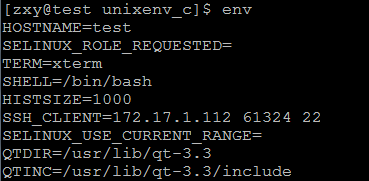 [zxy@test unixenv_c]$ env
HOSTNAME=test
SELINUX_ROLE_REQUESTED=
TERM=xterm
SHELL=/bin/bash
HISTSIZE=1000
SSH_CLIENT=172.17.1.112 61324 22
SELINUX_USE_CURRENT_RANGE=
QTDIR=/usr/lib/qt-3.3
QTINC=/usr/lib/qt-3.3/include